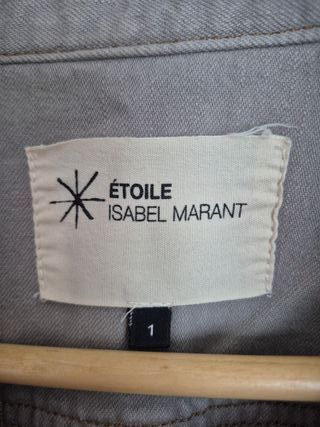 ÉTOILE
ISABEL MARANT
1